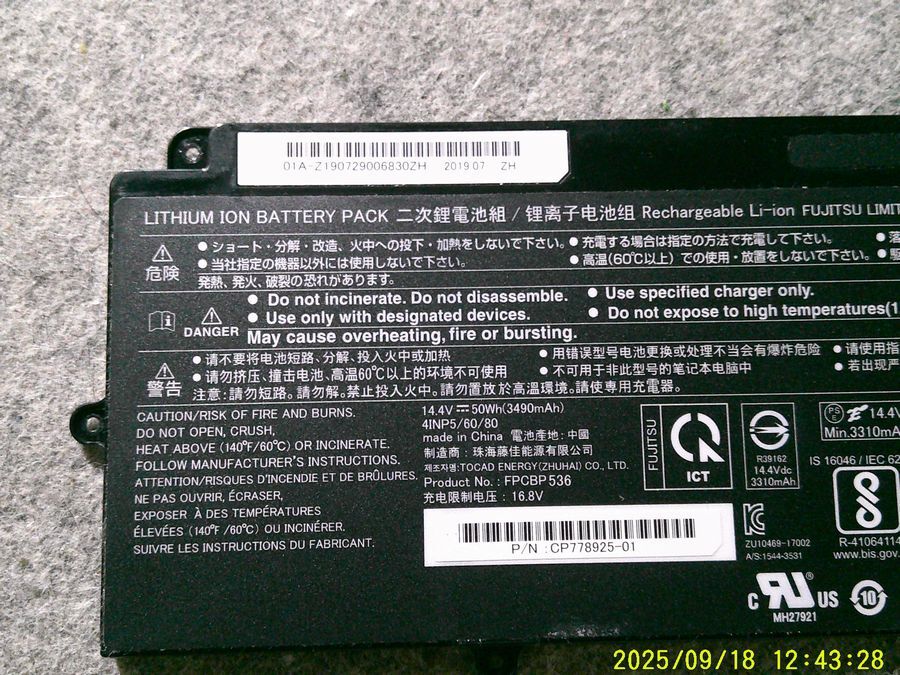 01A-Z190729006830ZH 2019.07 ZH
LITHIUM ION BATTERY PACK 二次鋰電池組 / 锂离子电池组 Rechargeable Li-ion FUJITSU LIMIT
危険
● ショート・分解・改造、火中への投下・加熱をしないで下さい。 ● 充電する場合は指定の方法で充電して下さい。 ● 落
● 当社指定の機器以外には使用しないで下さい。 ● 高温(60℃以上) での使用・放置をしないで下さい。 ● 駆
発熱、発火、破裂の恐れがあります。
DANGER
● Do not incinerate. Do not disassemble. ● Use specified charger only.
● Use only with designated devices. ● Do not expose to high temperatures(1
May cause overheating, fire or bursting.
警告
● 请不要将电池短路、分解、投入火中或加热 ● 用错误型号电池更换或处理不当会有爆炸危险 ● 请使用指
● 请勿挤压、撞击电池、高温60℃以上的环境不可使用 ● 不可用于非此型号的笔记本电脑中 ● 若出现严
注意:請勿短路。請勿解。禁止投入火中。請勿置放於高溫環境。請使專用充電器。
CAUTION/RISK OF FIRE AND BURNS.
DO NOT OPEN, CRUSH,
HEAT ABOVE (140°F/60°C) OR INCINERATE.
FOLLOW MANUFACTURER'S INSTRUCTIONS.
ATTENTION/RISQUES D'INCENDIE ET DE BRÛLURES.
NE PAS OUVRIR, ÉCRASER,
EXPOSER À DES TEMPÉRATURES
ÉLEVÉES (140°F /60°C) OU INCINÉRER.
SUIVRE LES INSTRUCTIONS DU FABRICANT.
14.4V ⎓ 50Wh(3490mAh)
4INP5/60/80
made in China 電池產地: 中國
制造商 : 珠海藤佳能源有限公司
제조자명:TOCAD ENERGY(ZHUHAI) CO., LTD.
Product No.: FPCBP536
充电限制电压 : 16.8V
P/N : CP778925-01
FUJITSU
ICT
R39162
14.4Vdc
3310mAh
PS
E
14.4V
Min.3310mA
IS 16046 / IEC 62
ZU10469-17002
A/S:1544-3531
R-41064114
www.bis.gov.
C RU US
®
MH27921
10
2025/09/18 12:43:28